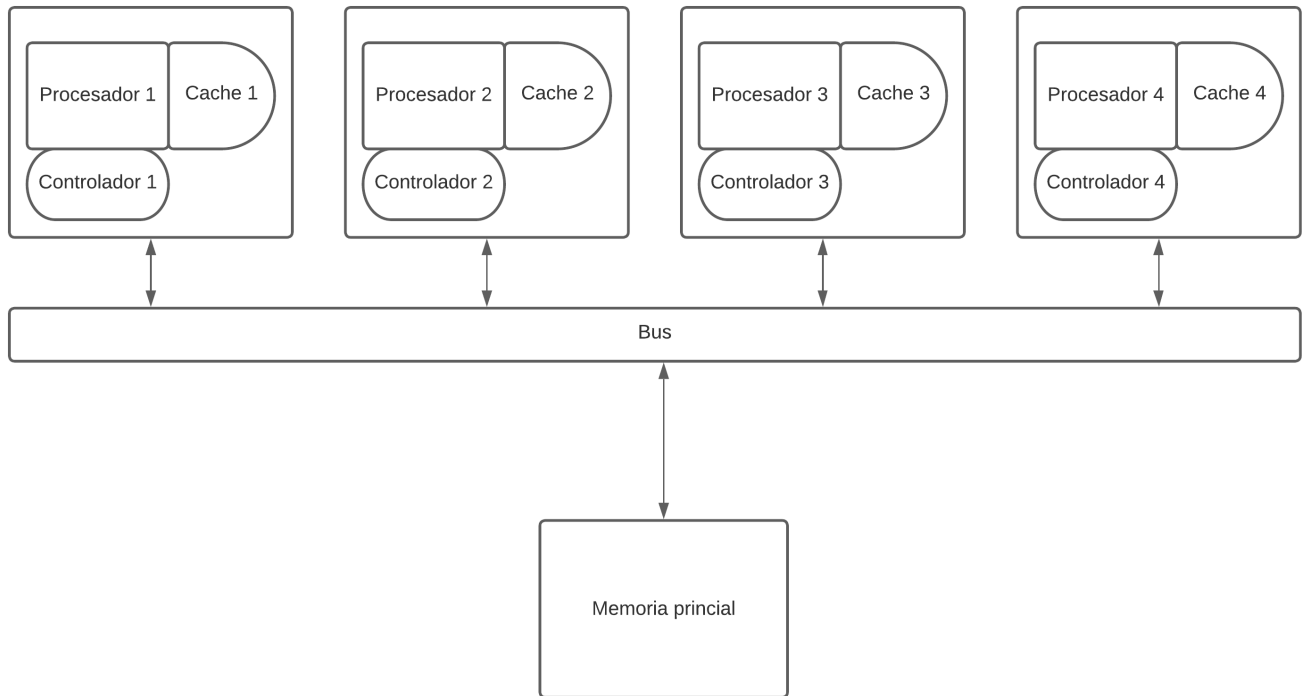 Procesador 1
Cache 1
Controlador 1
Procesador 2
Cache 2
Controlador 2
Procesador 3
Cache 3
Controlador 3
Procesador 4
Cache 4
Controlador 4
Bus
Memoria princial